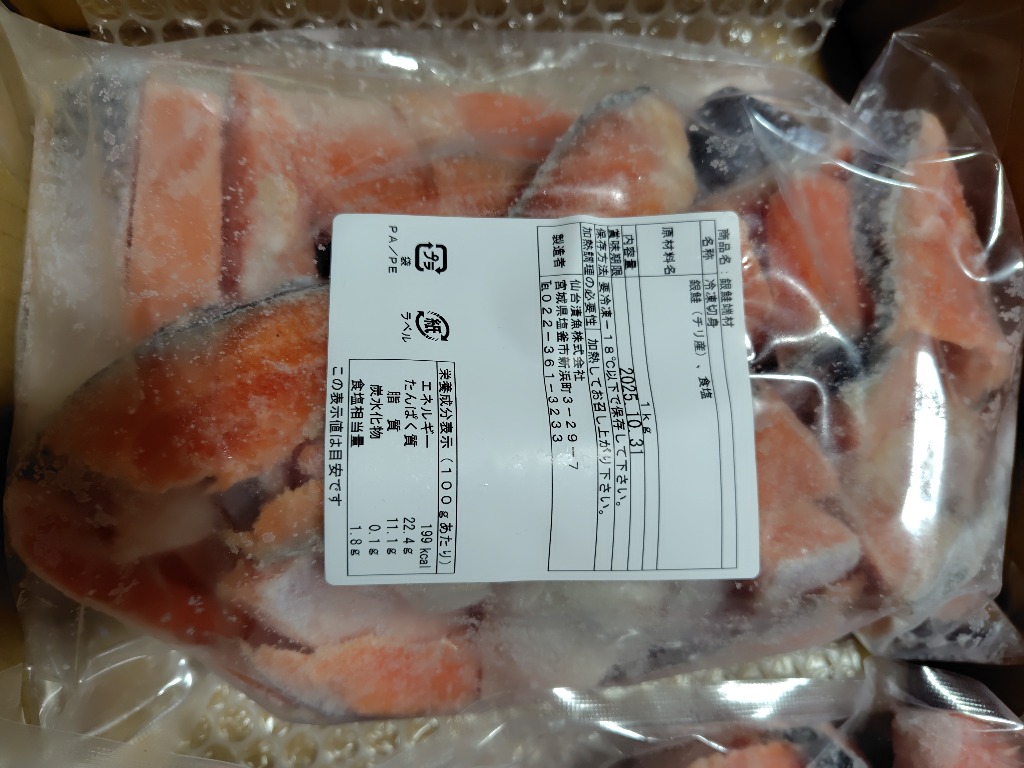 商品名：銀鮭端材
名称 冷凍切身
原材料名 銀鮭（チリ産）、食塩
内容量 1kg
賞味期限 2025.10.31
保存方法 要冷凍－18℃以下で保存して下さい。
加熱調理の必要性 加熱してお召し上がり下さい。
製造者 仙台漬魚株式会社
宮城県塩釜市新浜町3－29－7
℡022－361－3233
プラ
袋
PA/PE
紙
ラベル
栄養成分表示（100gあたり）
エネルギー 199kcal
たんぱく質 22.4g
脂質 11.1g
炭水化物 0.1g
食塩相当量 1.8g
この表示値は目安です